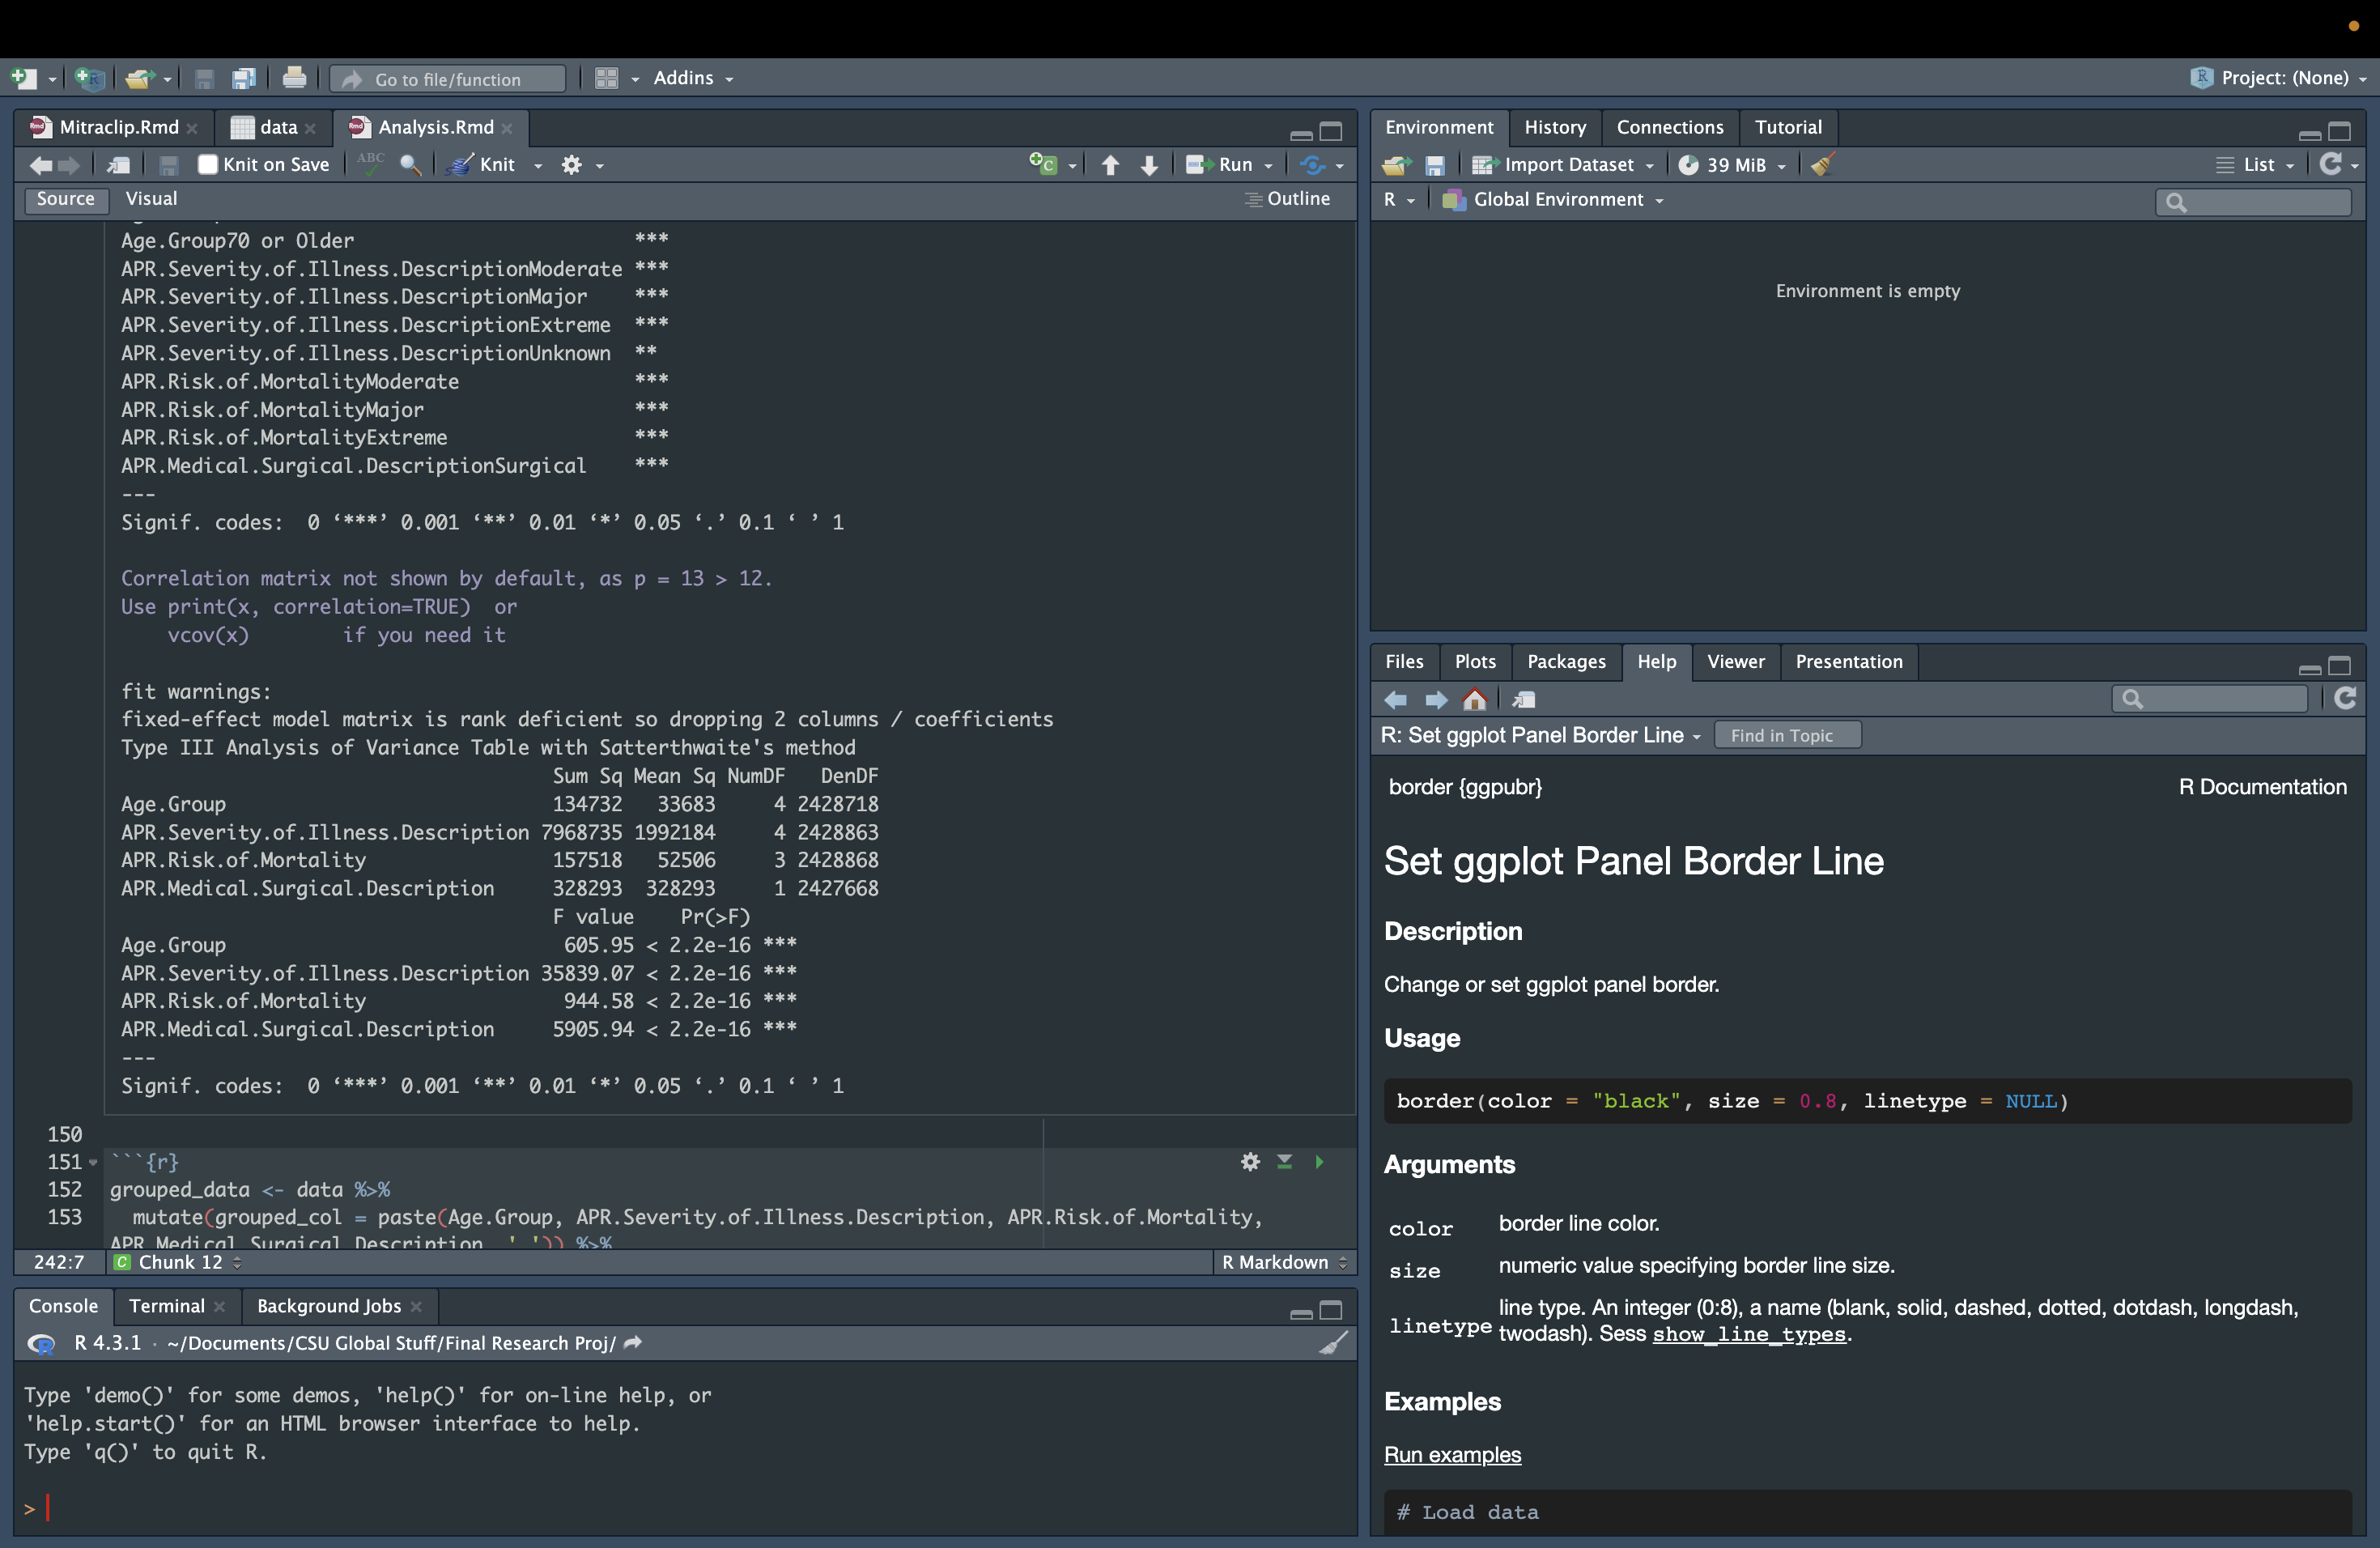 Go to file/function
Addins
Project: (None)
Mitraclip.Rmd
data
Analysis.Rmd
Knit on Save
ABC
Knit
Run
Source
Visual
Outline
Age.Group70 or Older                        ***
APR.Severity.of.Illness.DescriptionModerate ***
APR.Severity.of.Illness.DescriptionMajor    ***
APR.Severity.of.Illness.DescriptionExtreme  ***
APR.Severity.of.Illness.DescriptionUnknown  **
APR.Risk.of.MortalityModerate               ***
APR.Risk.of.MortalityMajor                  ***
APR.Risk.of.MortalityExtreme                ***
APR.Medical.Surgical.DescriptionSurgical    ***
---
Signif. codes:  0 ‘***’ 0.001 ‘**’ 0.01 ‘*’ 0.05 ‘.’ 0.1 ‘ ’ 1
Correlation matrix not shown by default, as p = 13 > 12.
Use print(x, correlation=TRUE)  or
    vcov(x)        if you need it
fit warnings:
fixed-effect model matrix is rank deficient so dropping 2 columns / coefficients
Type III Analysis of Variance Table with Satterthwaite's method
                                     Sum Sq Mean Sq NumDF   DenDF
Age.Group                            134732   33683     4 2428718
APR.Severity.of.Illness.Description 7968735 1992184     4 2428863
APR.Risk.of.Mortality                157518   52506     3 2428868
APR.Medical.Surgical.Description     328293  328293     1 2427668
                                     F value    Pr(>F)
Age.Group                             605.95 < 2.2e-16 ***
APR.Severity.of.Illness.Description 35839.07 < 2.2e-16 ***
APR.Risk.of.Mortality                 944.58 < 2.2e-16 ***
APR.Medical.Surgical.Description     5905.94 < 2.2e-16 ***
---
Signif. codes:  0 ‘***’ 0.001 ‘**’ 0.01 ‘*’ 0.05 ‘.’ 0.1 ‘ ’ 1
150
151 ```{r}
152 grouped_data <- data %>%
153   mutate(grouped_col = paste(Age.Group, APR.Severity.of.Illness.Description, APR.Risk.of.Mortality,
APR.Medical.Surgical.Description, '_')) %>%
242:7
Chunk 12
R Markdown
Console
Terminal
Background Jobs
R 4.3.1 · ~/Documents/CSU Global Stuff/Final Research Proj/
Type 'demo()' for some demos, 'help()' for on-line help, or
'help.start()' for an HTML browser interface to help.
Type 'q()' to quit R.
>
Environment
History
Connections
Tutorial
Import Dataset
39 MiB
List
R
Global Environment
Environment is empty
Files
Plots
Packages
Help
Viewer
Presentation
R: Set ggplot Panel Border Line
Find in Topic
border {ggpubr}
R Documentation
Set ggplot Panel Border Line
Description
Change or set ggplot panel border.
Usage
border(color = "black", size = 0.8, linetype = NULL)
Arguments
color border line color.
size numeric value specifying border line size.
linetype line type. An integer (0:8), a name (blank, solid, dashed, dotted, dotdash, longdash,
twodash). Sess show_line_types.
Examples
Run examples
# Load data